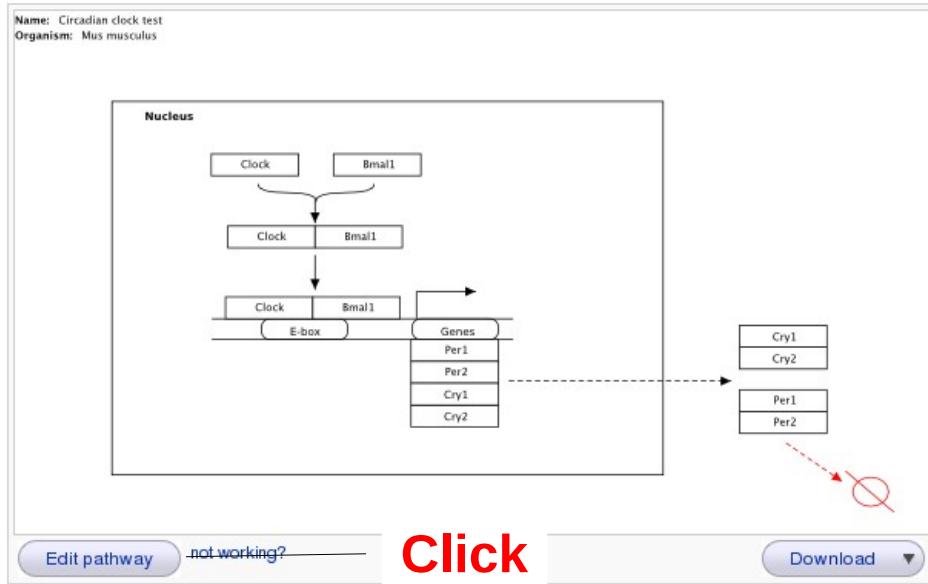 Name: Circadian clock test
Organism: Mus musculus
Nucleus
Clock Bmal1
Clock Bmal1
Clock Bmal1
E-box Genes
Per1
Per2
Cry1
Cry2
Cry1
Cry2
Per1
Per2
Edit pathway not working? Click Download